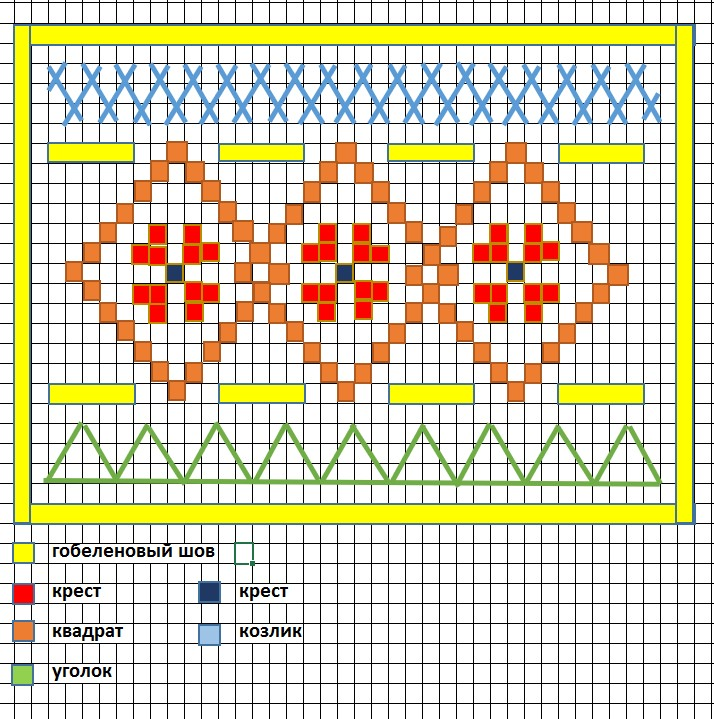 гобеленовый шов
крест крест
квадрат козлик
уголок